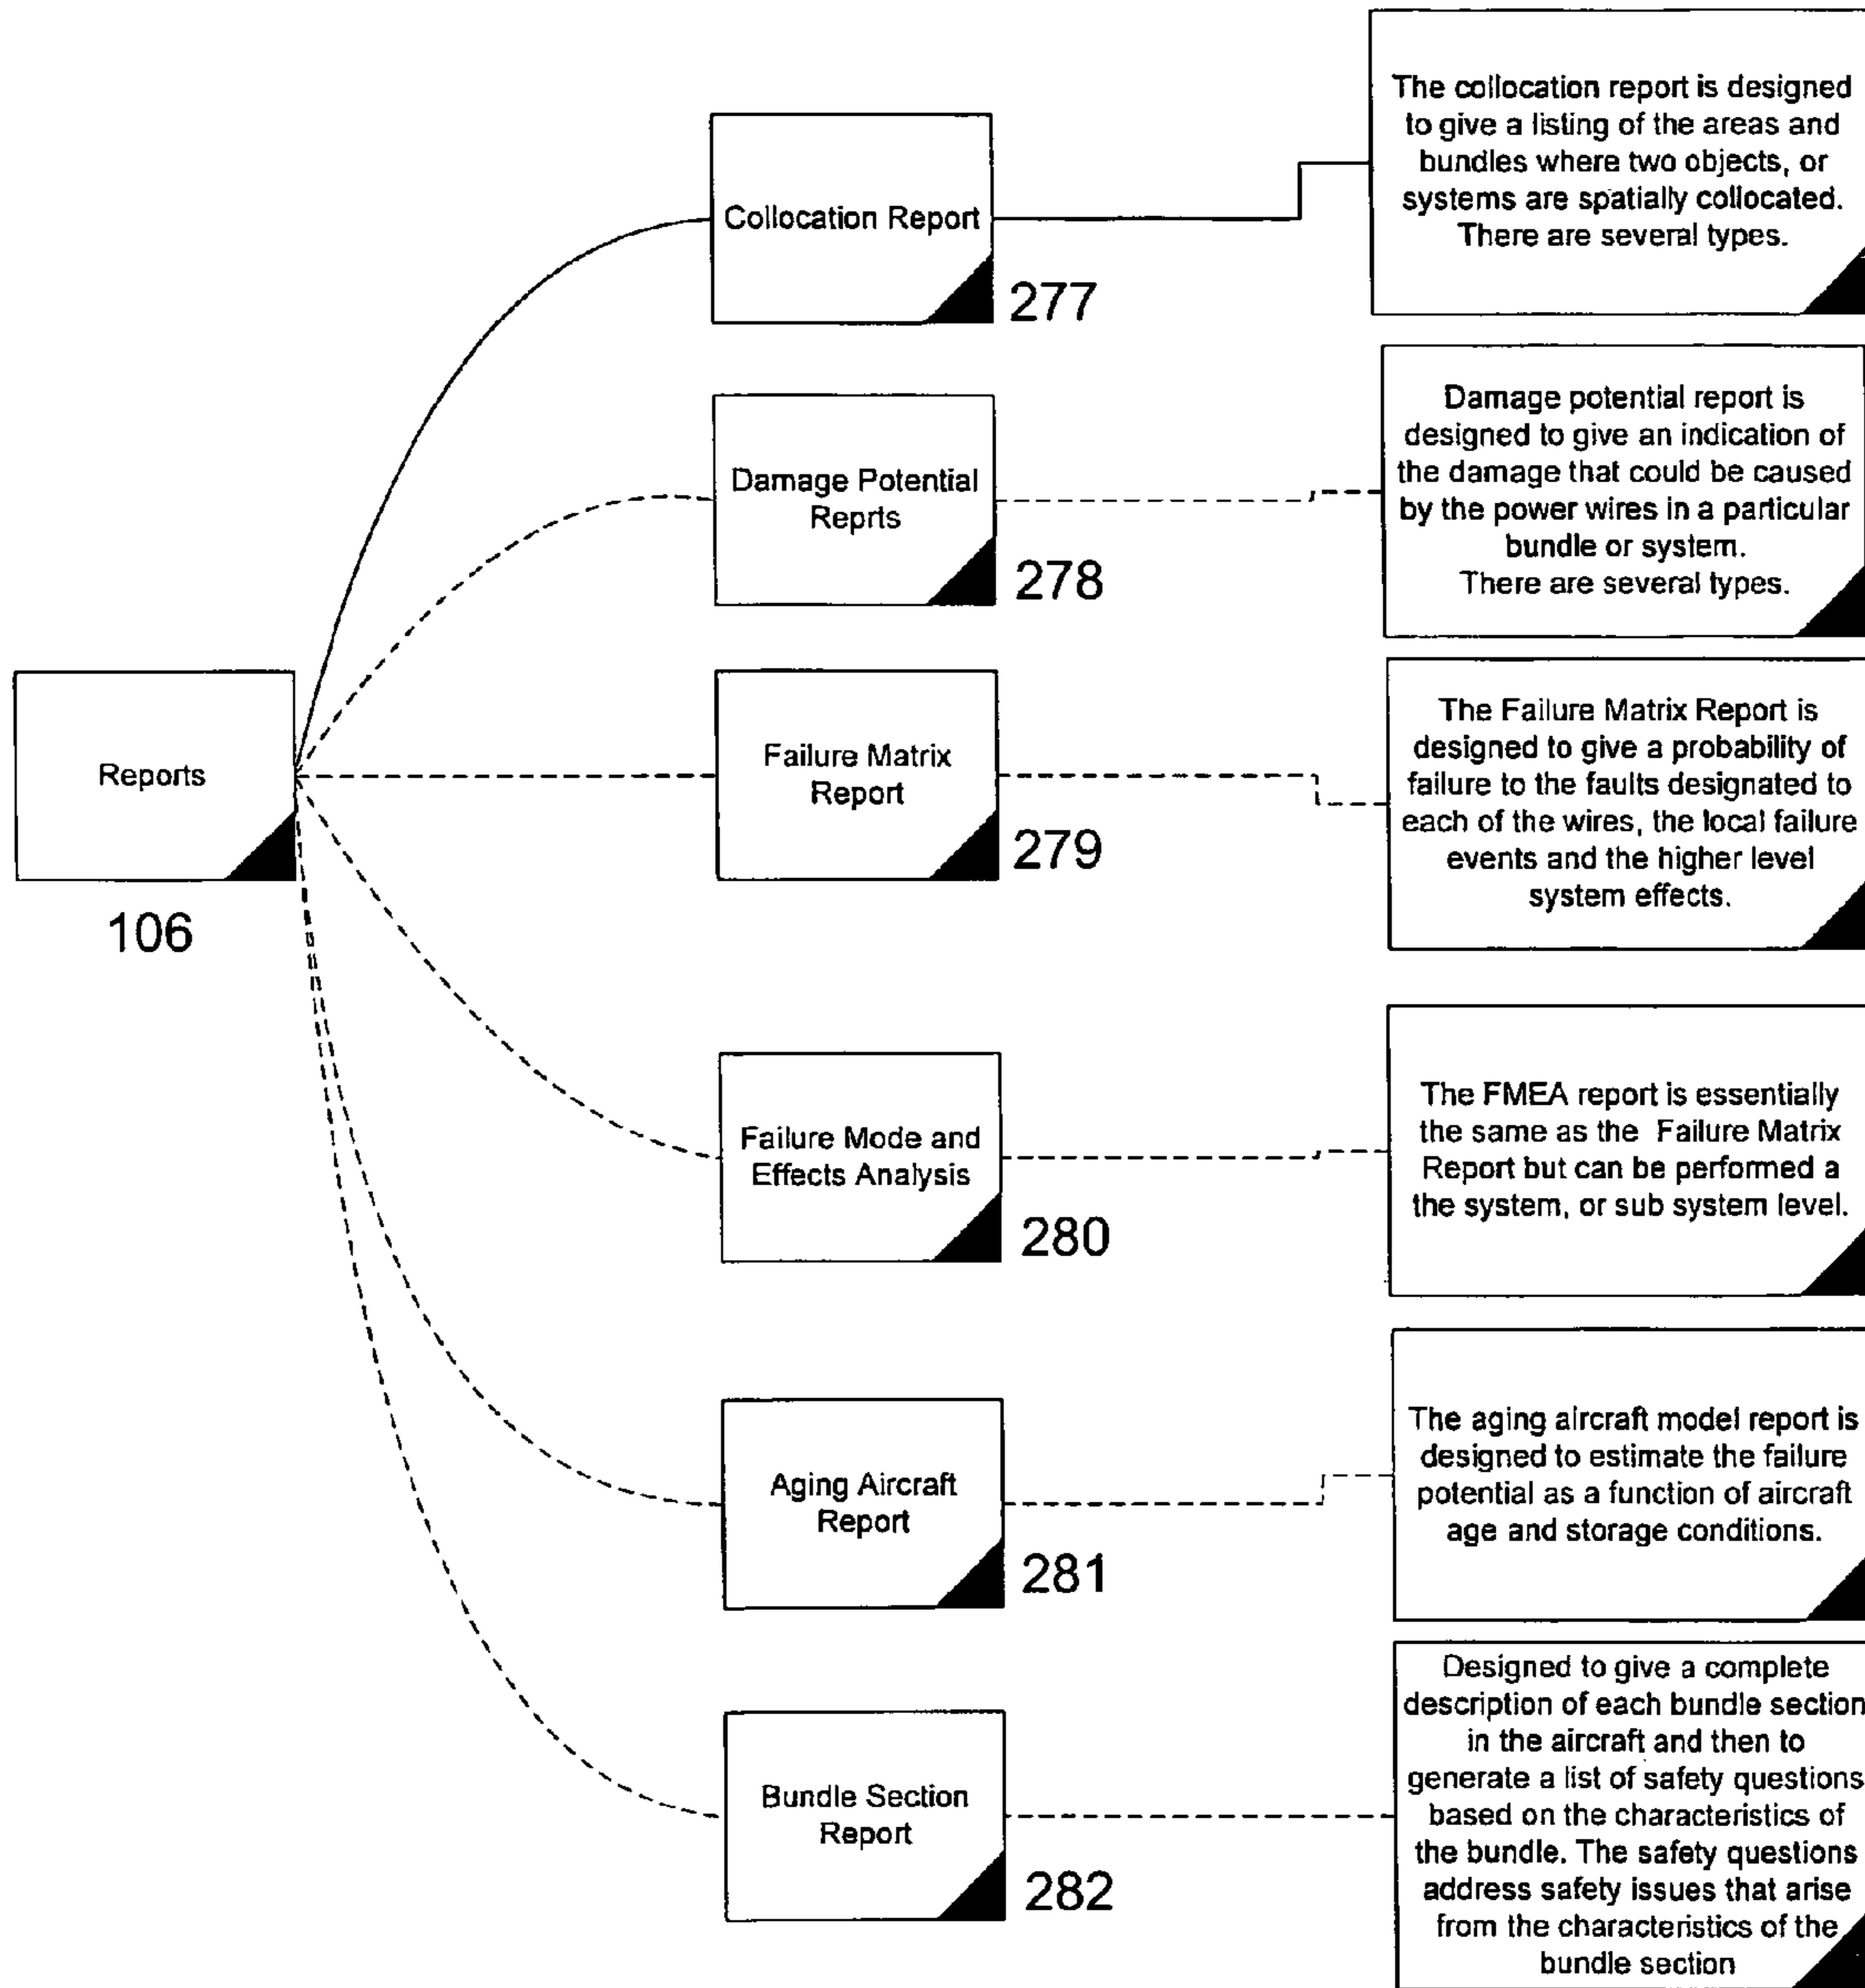 The collocation report is designed
to give a listing of the areas and
bundles where two objects, or
systems are spatially collocated.
There are several types.
Collocation Report
277
Damage potential report is
designed to give an indication of
the damage that could be caused
by the power wires in a particular
bundle or system.
There are several types.
Damage Potential
Reprts
278
The Failure Matrix Report is
designed to give a probability of
failure to the faults designated to
each of the wires, the local failure
events and the higher level
system effects.
Failure Matrix
Report
279
Reports
106
The FMEA report is essentially
the same as the Failure Matrix
Report but can be performed a
the system, or sub system level.
Failure Mode and
Effects Analysis
280
The aging aircraft model report is
designed to estimate the failure
potential as a function of aircraft
age and storage conditions.
Aging Aircraft
Report
281
Designed to give a complete
description of each bundle section
in the aircraft and then to
generate a list of safety questions
based on the characteristics of
the bundle. The safety questions
address safety issues that arise
from the characteristics of the
bundle section
Bundle Section
Report
282